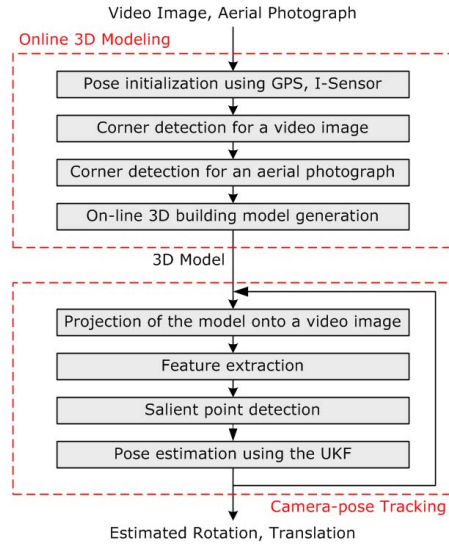 Video Image, Aerial Photograph
Online 3D Modeling
Pose initialization using GPS, I-Sensor
Corner detection for a video image
Corner detection for an aerial photograph
On-line 3D building model generation
3D Model
Projection of the model onto a video image
Feature extraction
Salient point detection
Pose estimation using the UKF
Camera-pose Tracking
Estimated Rotation, Translation